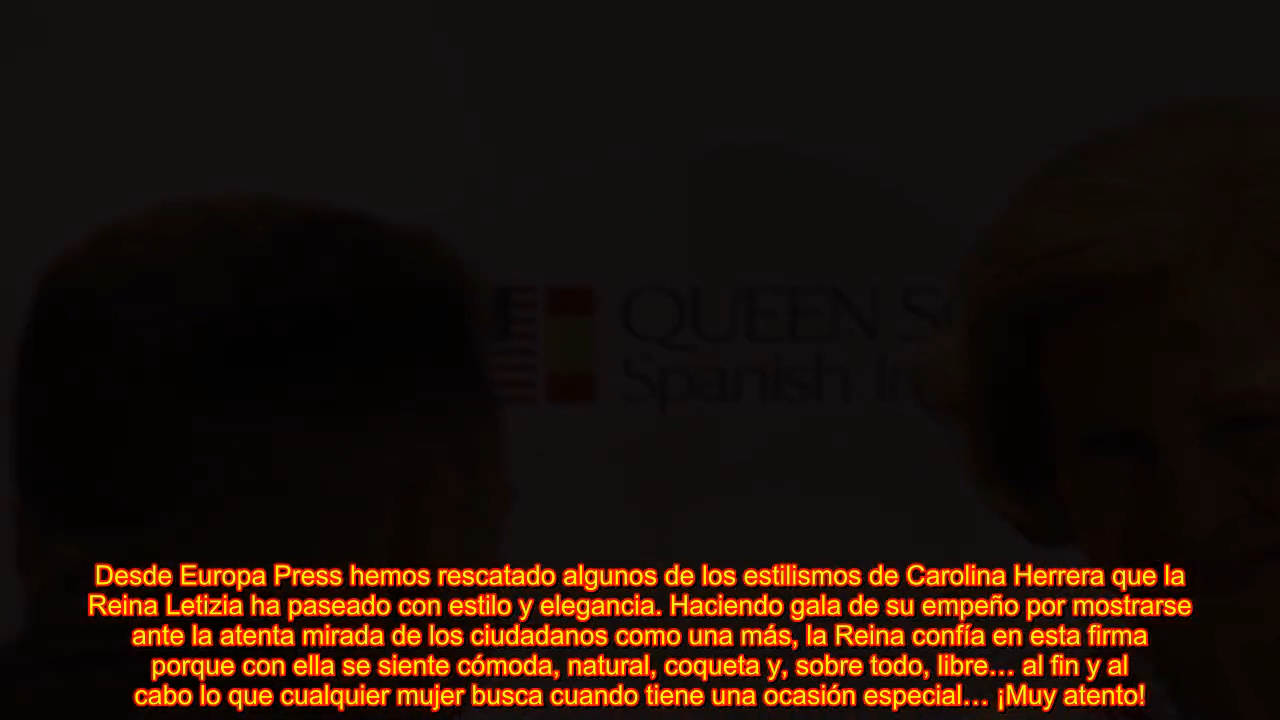 QUEEN
Spanish
Desde Europa Press hemos rescatado algunos de los estilismos de Carolina Herrera que la
Reina Letizia ha paseado con estilo y elegancia. Haciendo gala de su empeño por mostrarse
ante la atenta mirada de los ciudadanos como una más, la Reina confía en esta firma
porque con ella se siente cómoda, natural, coqueta y, sobre todo, libre… al fin y al
cabo lo que cualquier mujer busca cuando tiene una ocasión especial… ¡Muy atento!